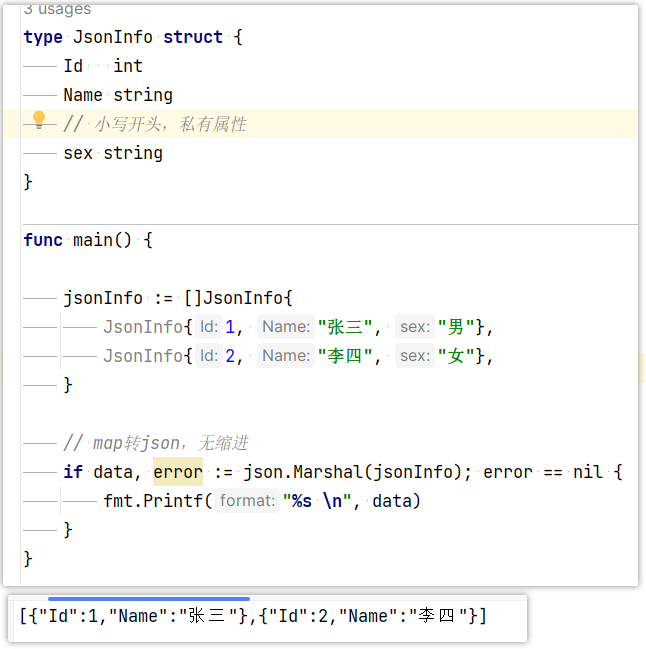 3 usages
type JsonInfo struct {
Id int
Name string
// 小写开头，私有属性
sex string
}
func main() {
jsonInfo := []JsonInfo{
JsonInfo{ Id: 1, Name: "张三", sex: "男"},
JsonInfo{ Id: 2, Name: "李四", sex: "女"},
}
// map转json，无缩进
if data, error := json.Marshal(jsonInfo); error == nil {
fmt.Printf( format: "%s \n", data)
}
}
[{"Id":1,"Name":"张三"},{"Id":2,"Name":"李四"}]